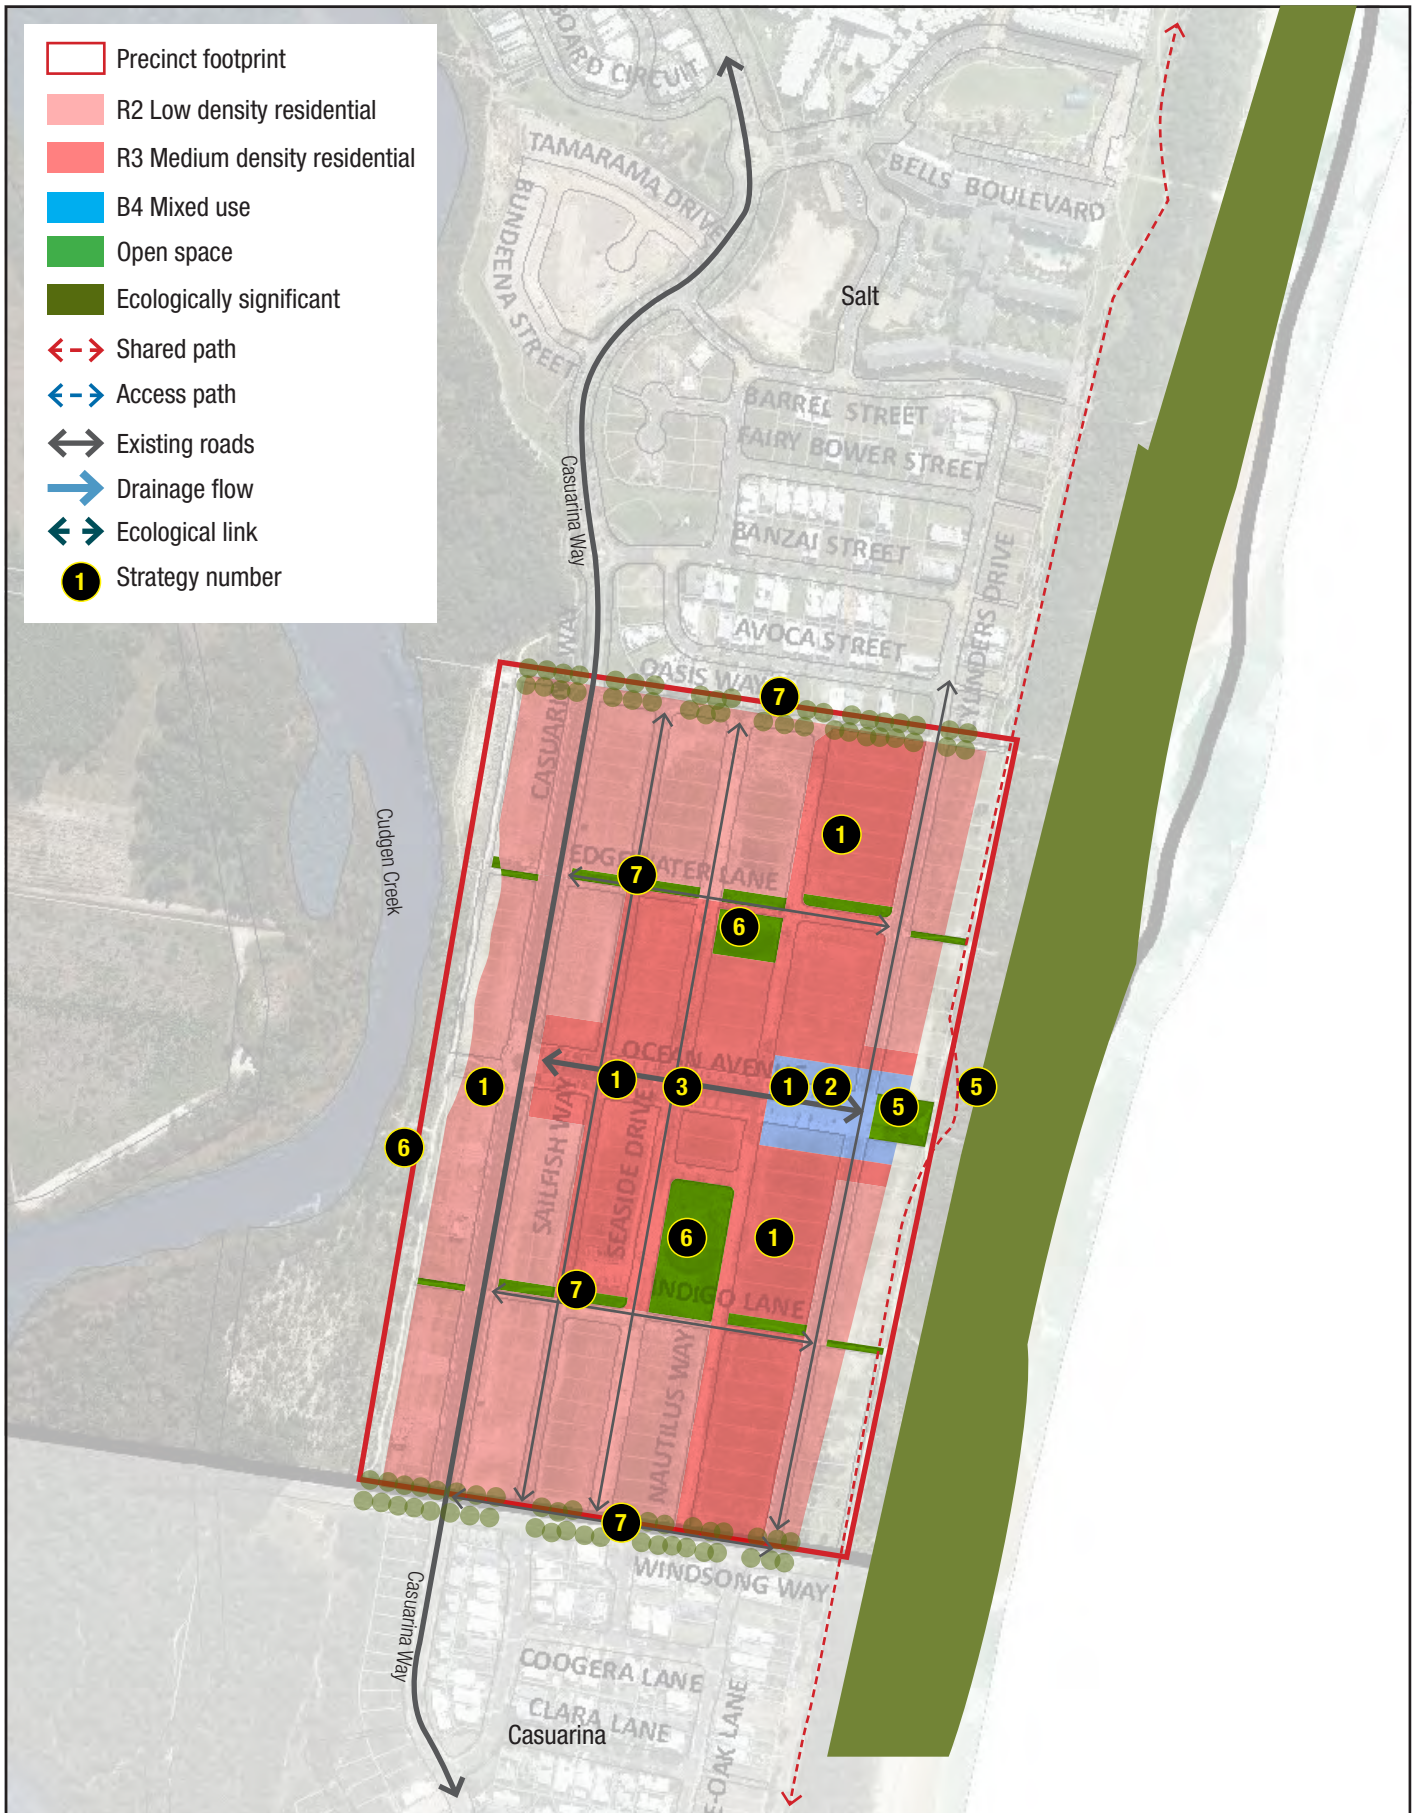 Precinct footprint
R2 Low density residential
R3 Medium density residential
B4 Mixed use
Open space
Ecologically significant
Shared path
Access path
Existing roads
Drainage flow
Ecological link
1 Strategy number
BOARD CIRCUIT
TAMARAMA DRIVE
BELLS BOULEVARD
BUNDEENA STREET
Salt
BARREL STREET
FAIRY BOWER STREET
Casuarina Way
BANZAI STREET
CYLINDERS DRIVE
AVOCA STREET
OASIS WAY
7
CASUARINA WAY
1
Cudgen Creek
EDGEWATER LANE
7
6
OCEAN AVENUE
1
1
3
1
2
5
5
6
SAILFISH WAY
SEASIDE DRIVE
6
1
7
INDIGO LANE
NAUTILUS WAY
7
WINDSONG WAY
Casuarina Way
COOGERA LANE
CLARA LANE
Casuarina
E-OAK LANE